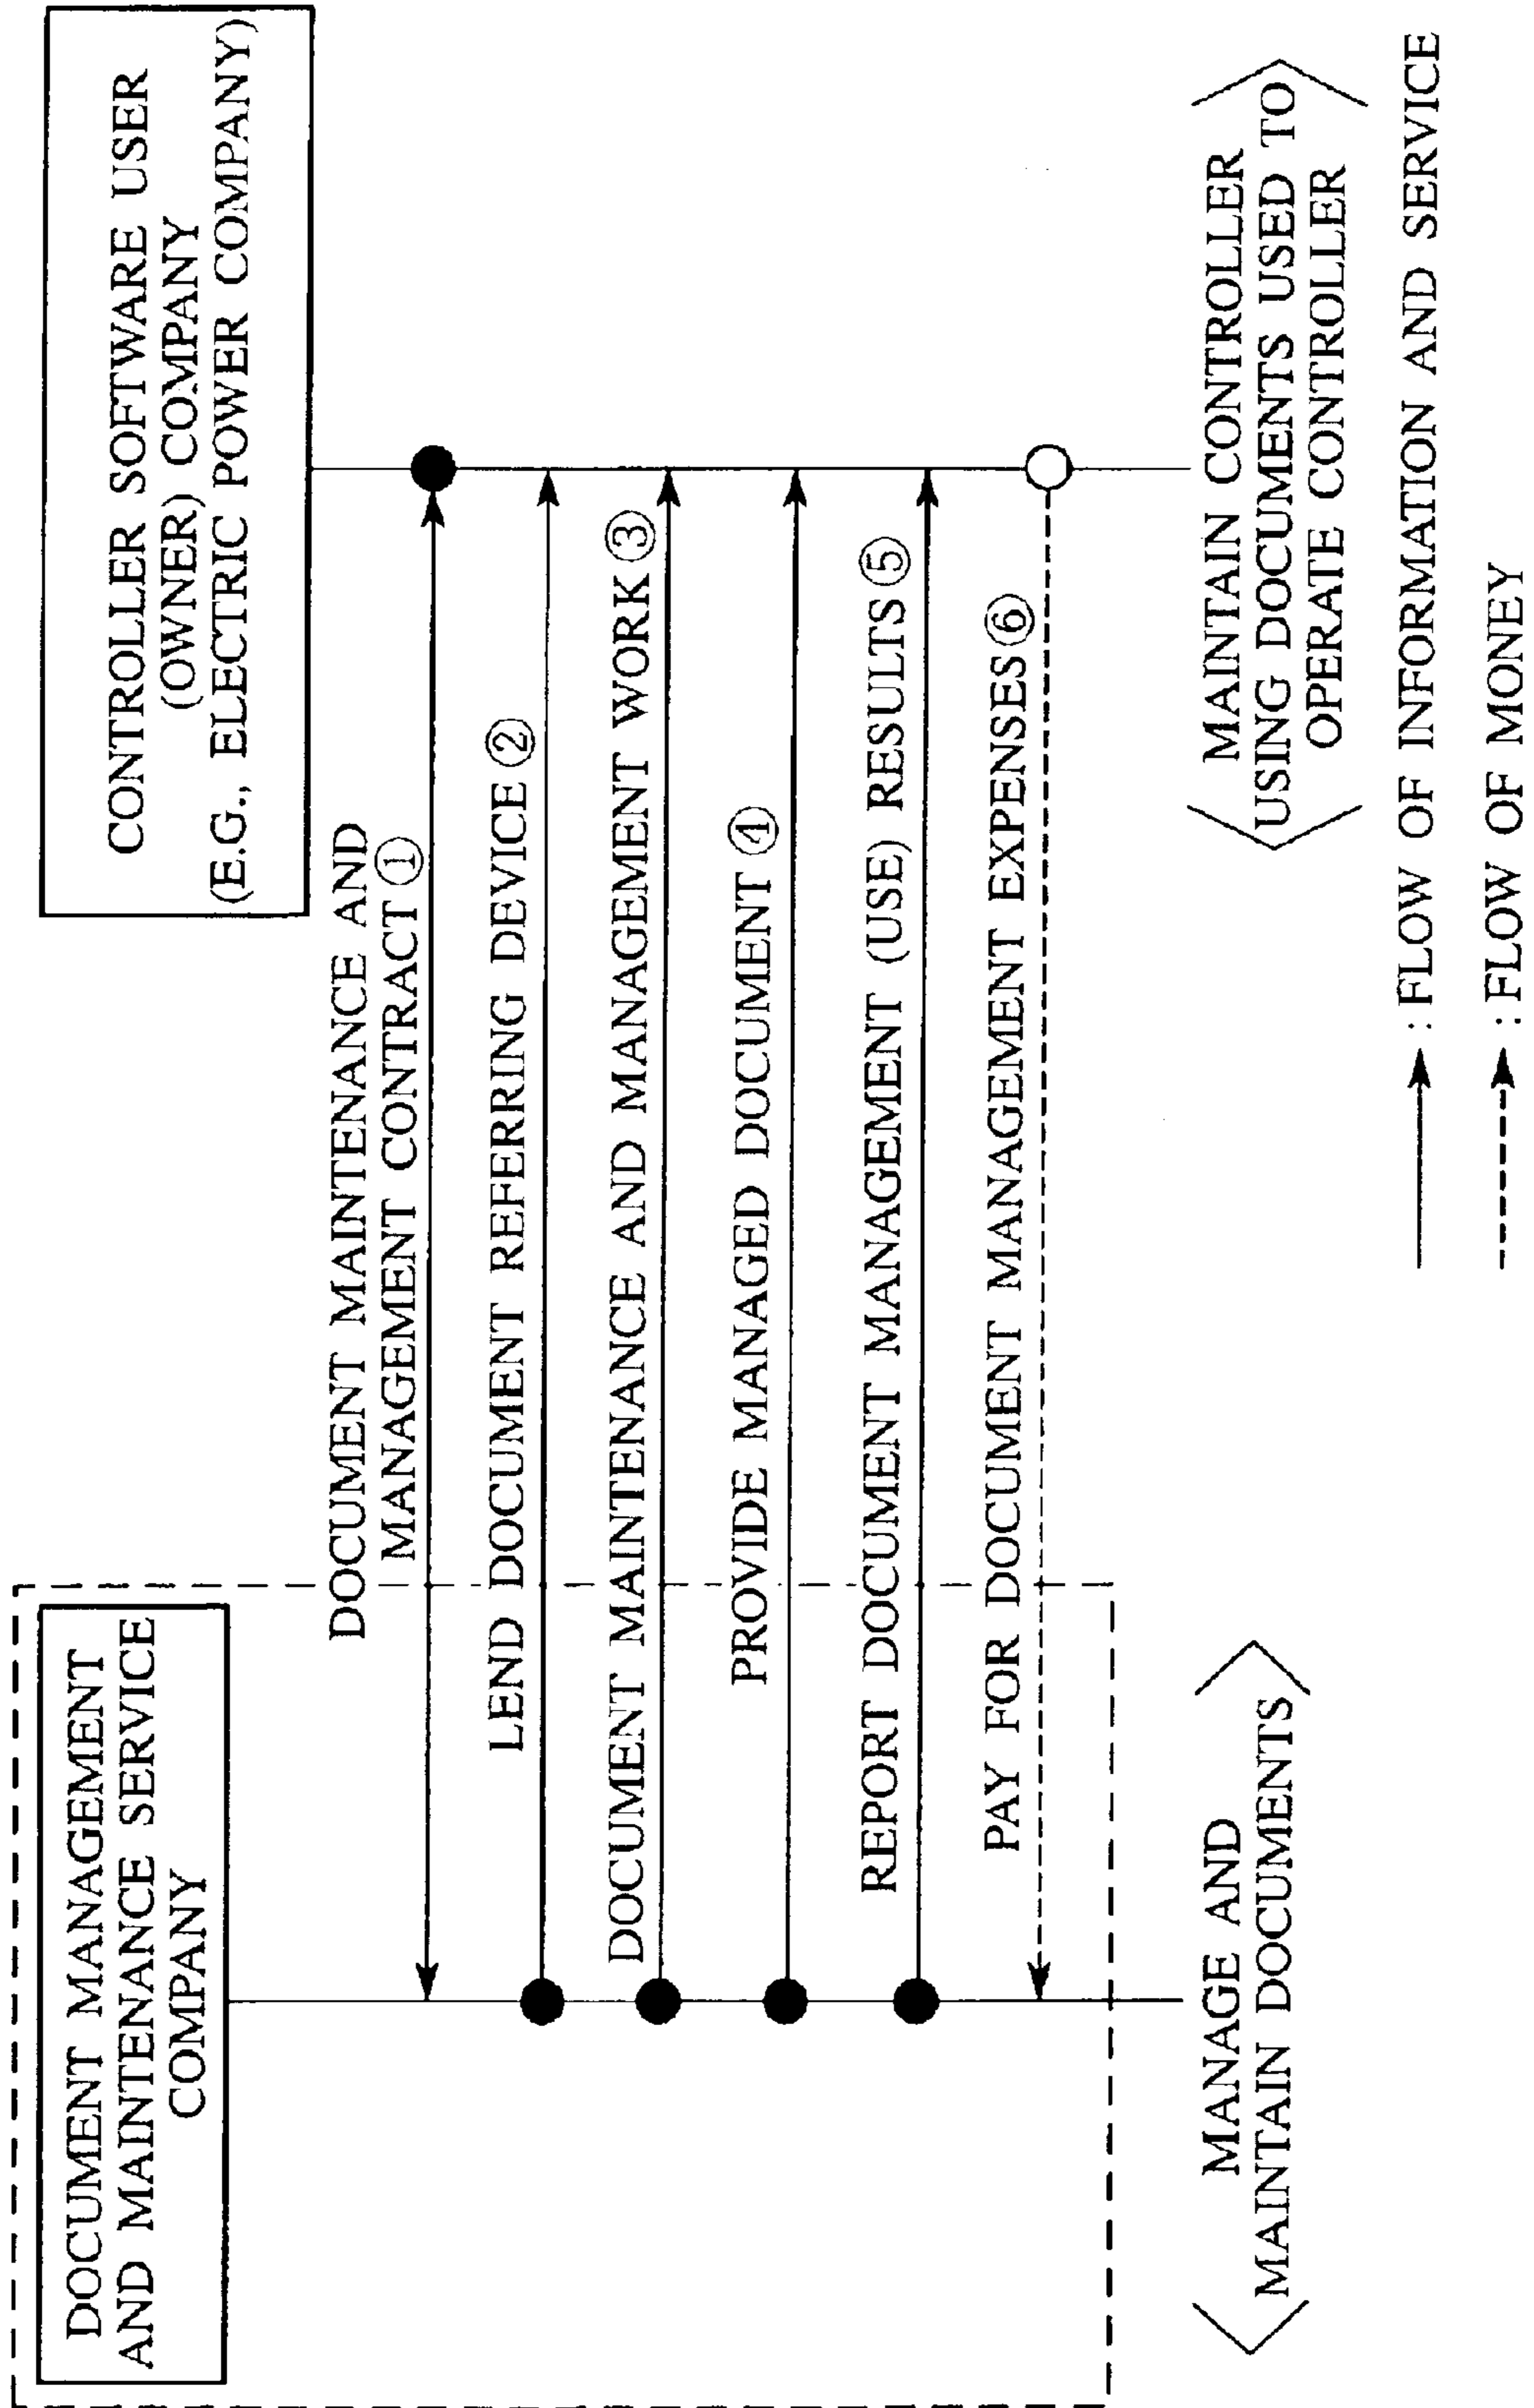 DOCUMENT MANAGEMENT
AND MAINTENANCE SERVICE
COMPANY
CONTROLLER SOFTWARE USER
(OWNER) COMPANY
(E.G., ELECTRIC POWER COMPANY)
DOCUMENT MAINTENANCE AND
MANAGEMENT CONTRACT ①
LEND DOCUMENT REFERRING DEVICE ②
DOCUMENT MAINTENANCE AND MANAGEMENT WORK ③
PROVIDE MANAGED DOCUMENT ④
REPORT DOCUMENT MANAGEMENT (USE) RESULTS ⑤
PAY FOR DOCUMENT MANAGEMENT EXPENSES ⑥
MANAGE AND
MAINTAIN DOCUMENTS
MAINTAIN CONTROLLER
USING DOCUMENTS USED TO
OPERATE CONTROLLER
: FLOW OF INFORMATION AND SERVICE
: FLOW OF MONEY